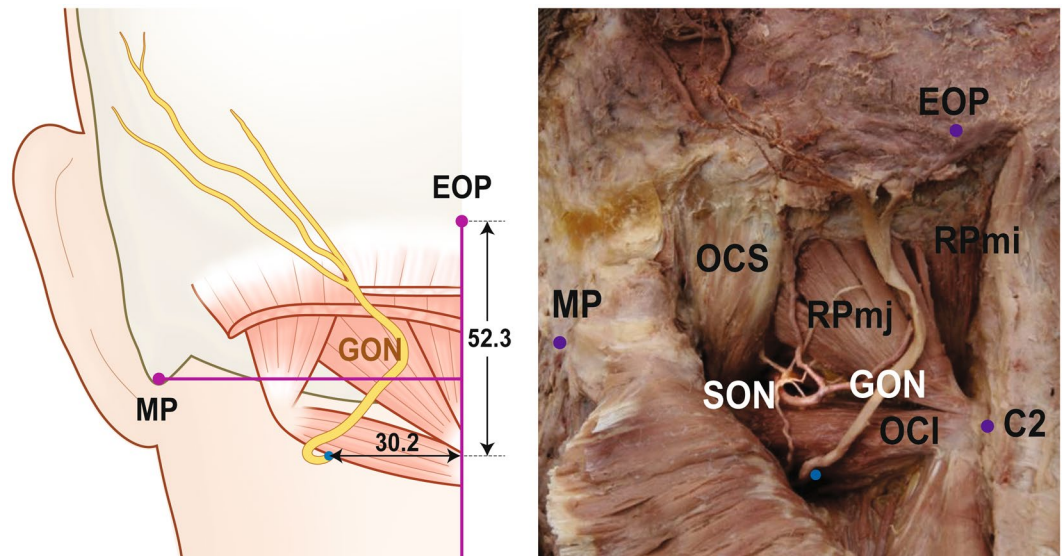 EOP
52.3
GON
MP
30.2
EOP
OCS
RPmi
MP
RPmj
SON
GON
OCI
C2